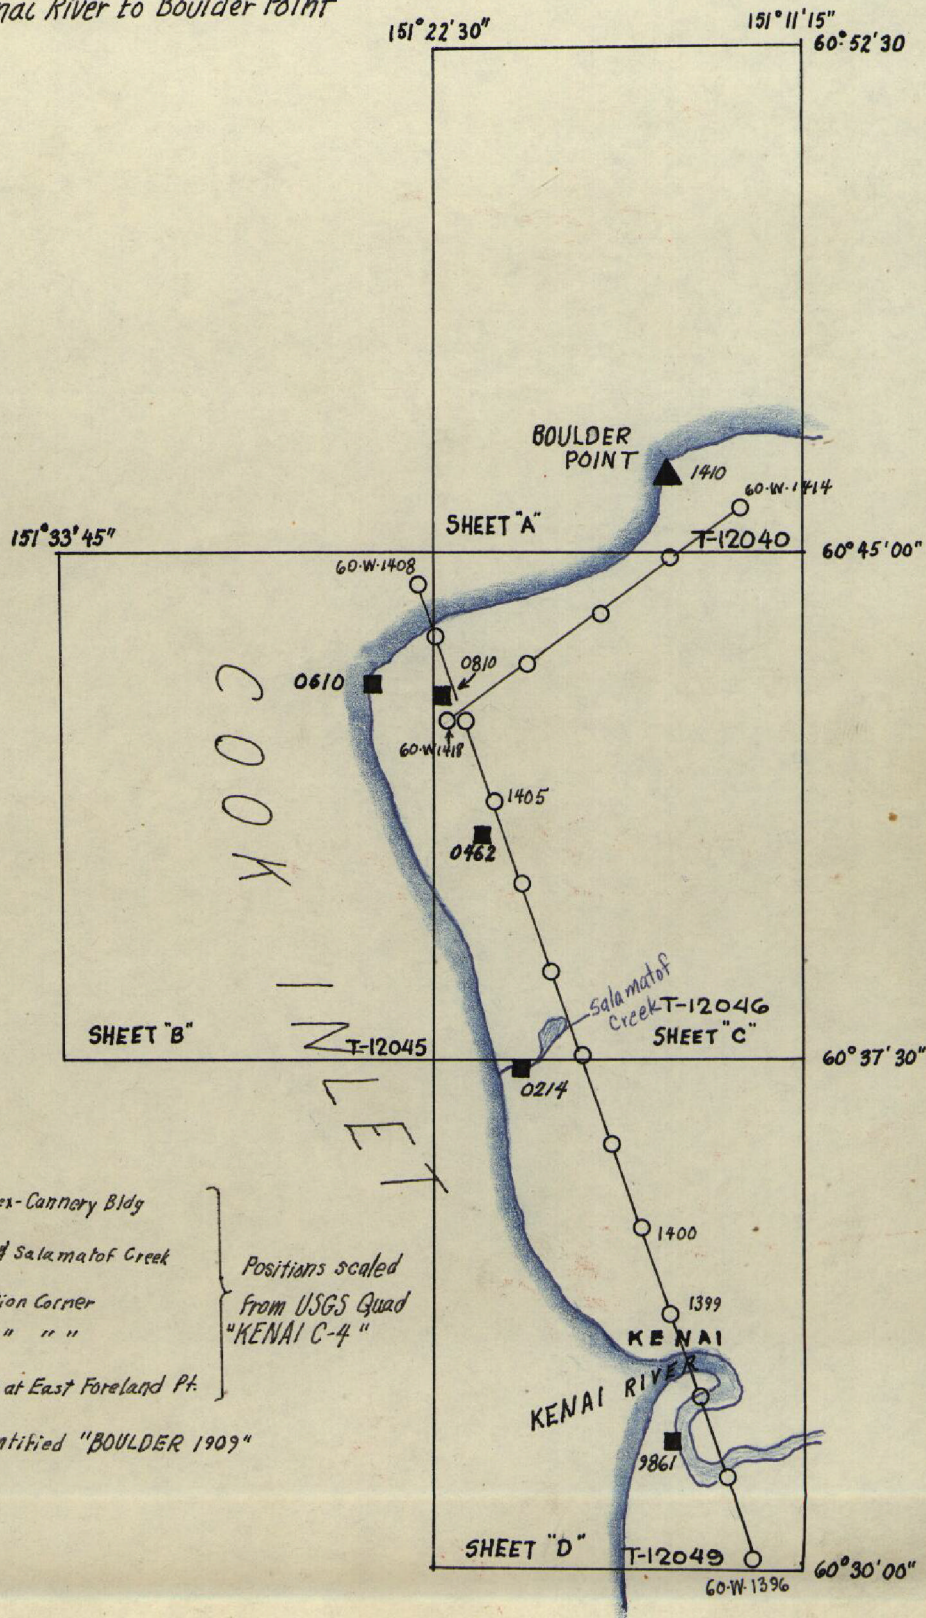 nai River to Boulder Point
151° 22' 30"
151° 11' 15"
60° 52' 30
BOULDER
POINT
1410
60-W-1414
SHEET "A"
T-12040
151° 33' 45"
60° 45' 00"
60-W-1408
0610
0810
60-W1418
1405
0462
COOK INLET
Salamatof
Creek
T-12046
SHEET "C"
SHEET "B"
T-12045
60° 37' 30"
0214
ex-Cannery Bldg
Salamatof Creek
ion Corner
" " "
at East Foreland Pt.
Positions scaled
from USGS Quad
"KENAI C-4"
ntified "BOULDER 1909"
1400
1399
KENAI
KENAI RIVER
9861
SHEET "D"
T-12049
60° 30' 00"
60-W-1396